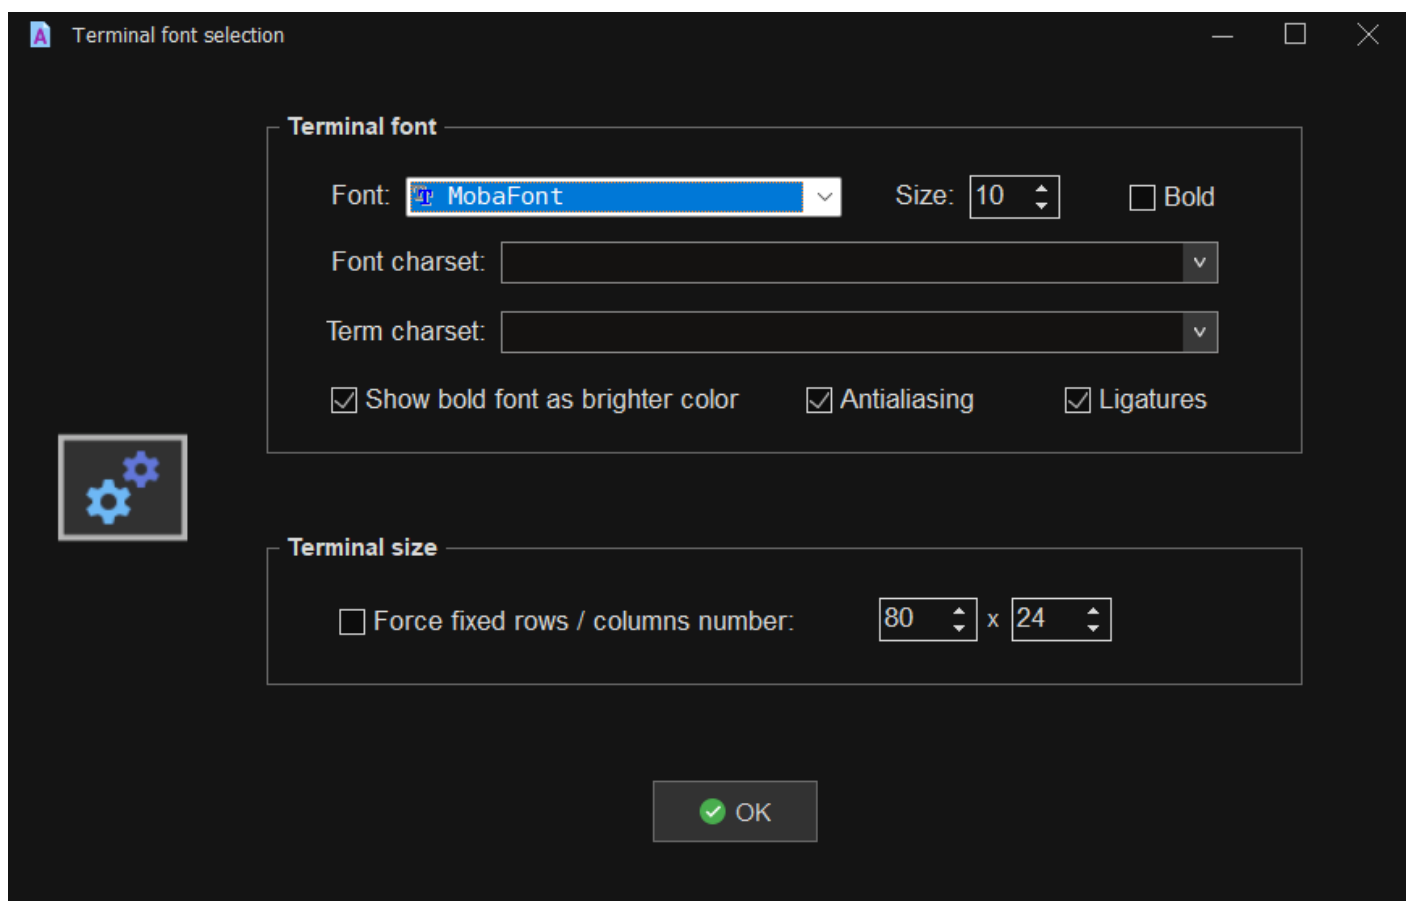 Terminal font selection
Terminal font
Font: MobaFont Size: 10 Bold
Font charset:
Term charset:
Show bold font as brighter color Antialiasing Ligatures
Terminal size
Force fixed rows / columns number: 80 x 24
OK